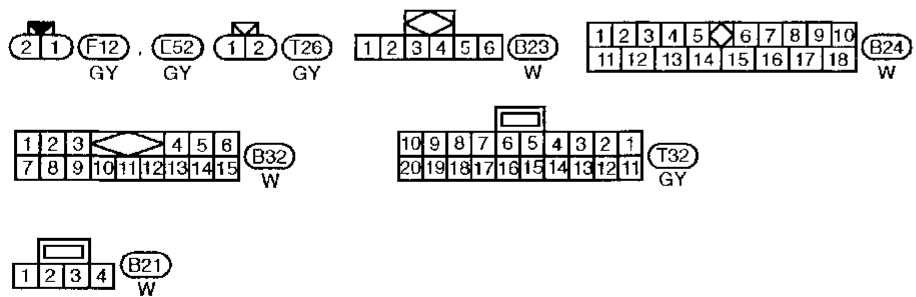 2 1 F12 , E52 1 2 T26 1 2 3 4 5 6 B23 1 2 3 4 5 6 7 8 9 10 B24
11 12 13 14 15 16 17 18
GY GY GY W W
1 2 3 4 5 6 B32 10 9 8 7 6 5 4 3 2 1 T32
7 8 9 10 11 12 13 14 15 20 19 18 17 16 15 14 13 12 11
W GY
1 2 3 4 B21
W